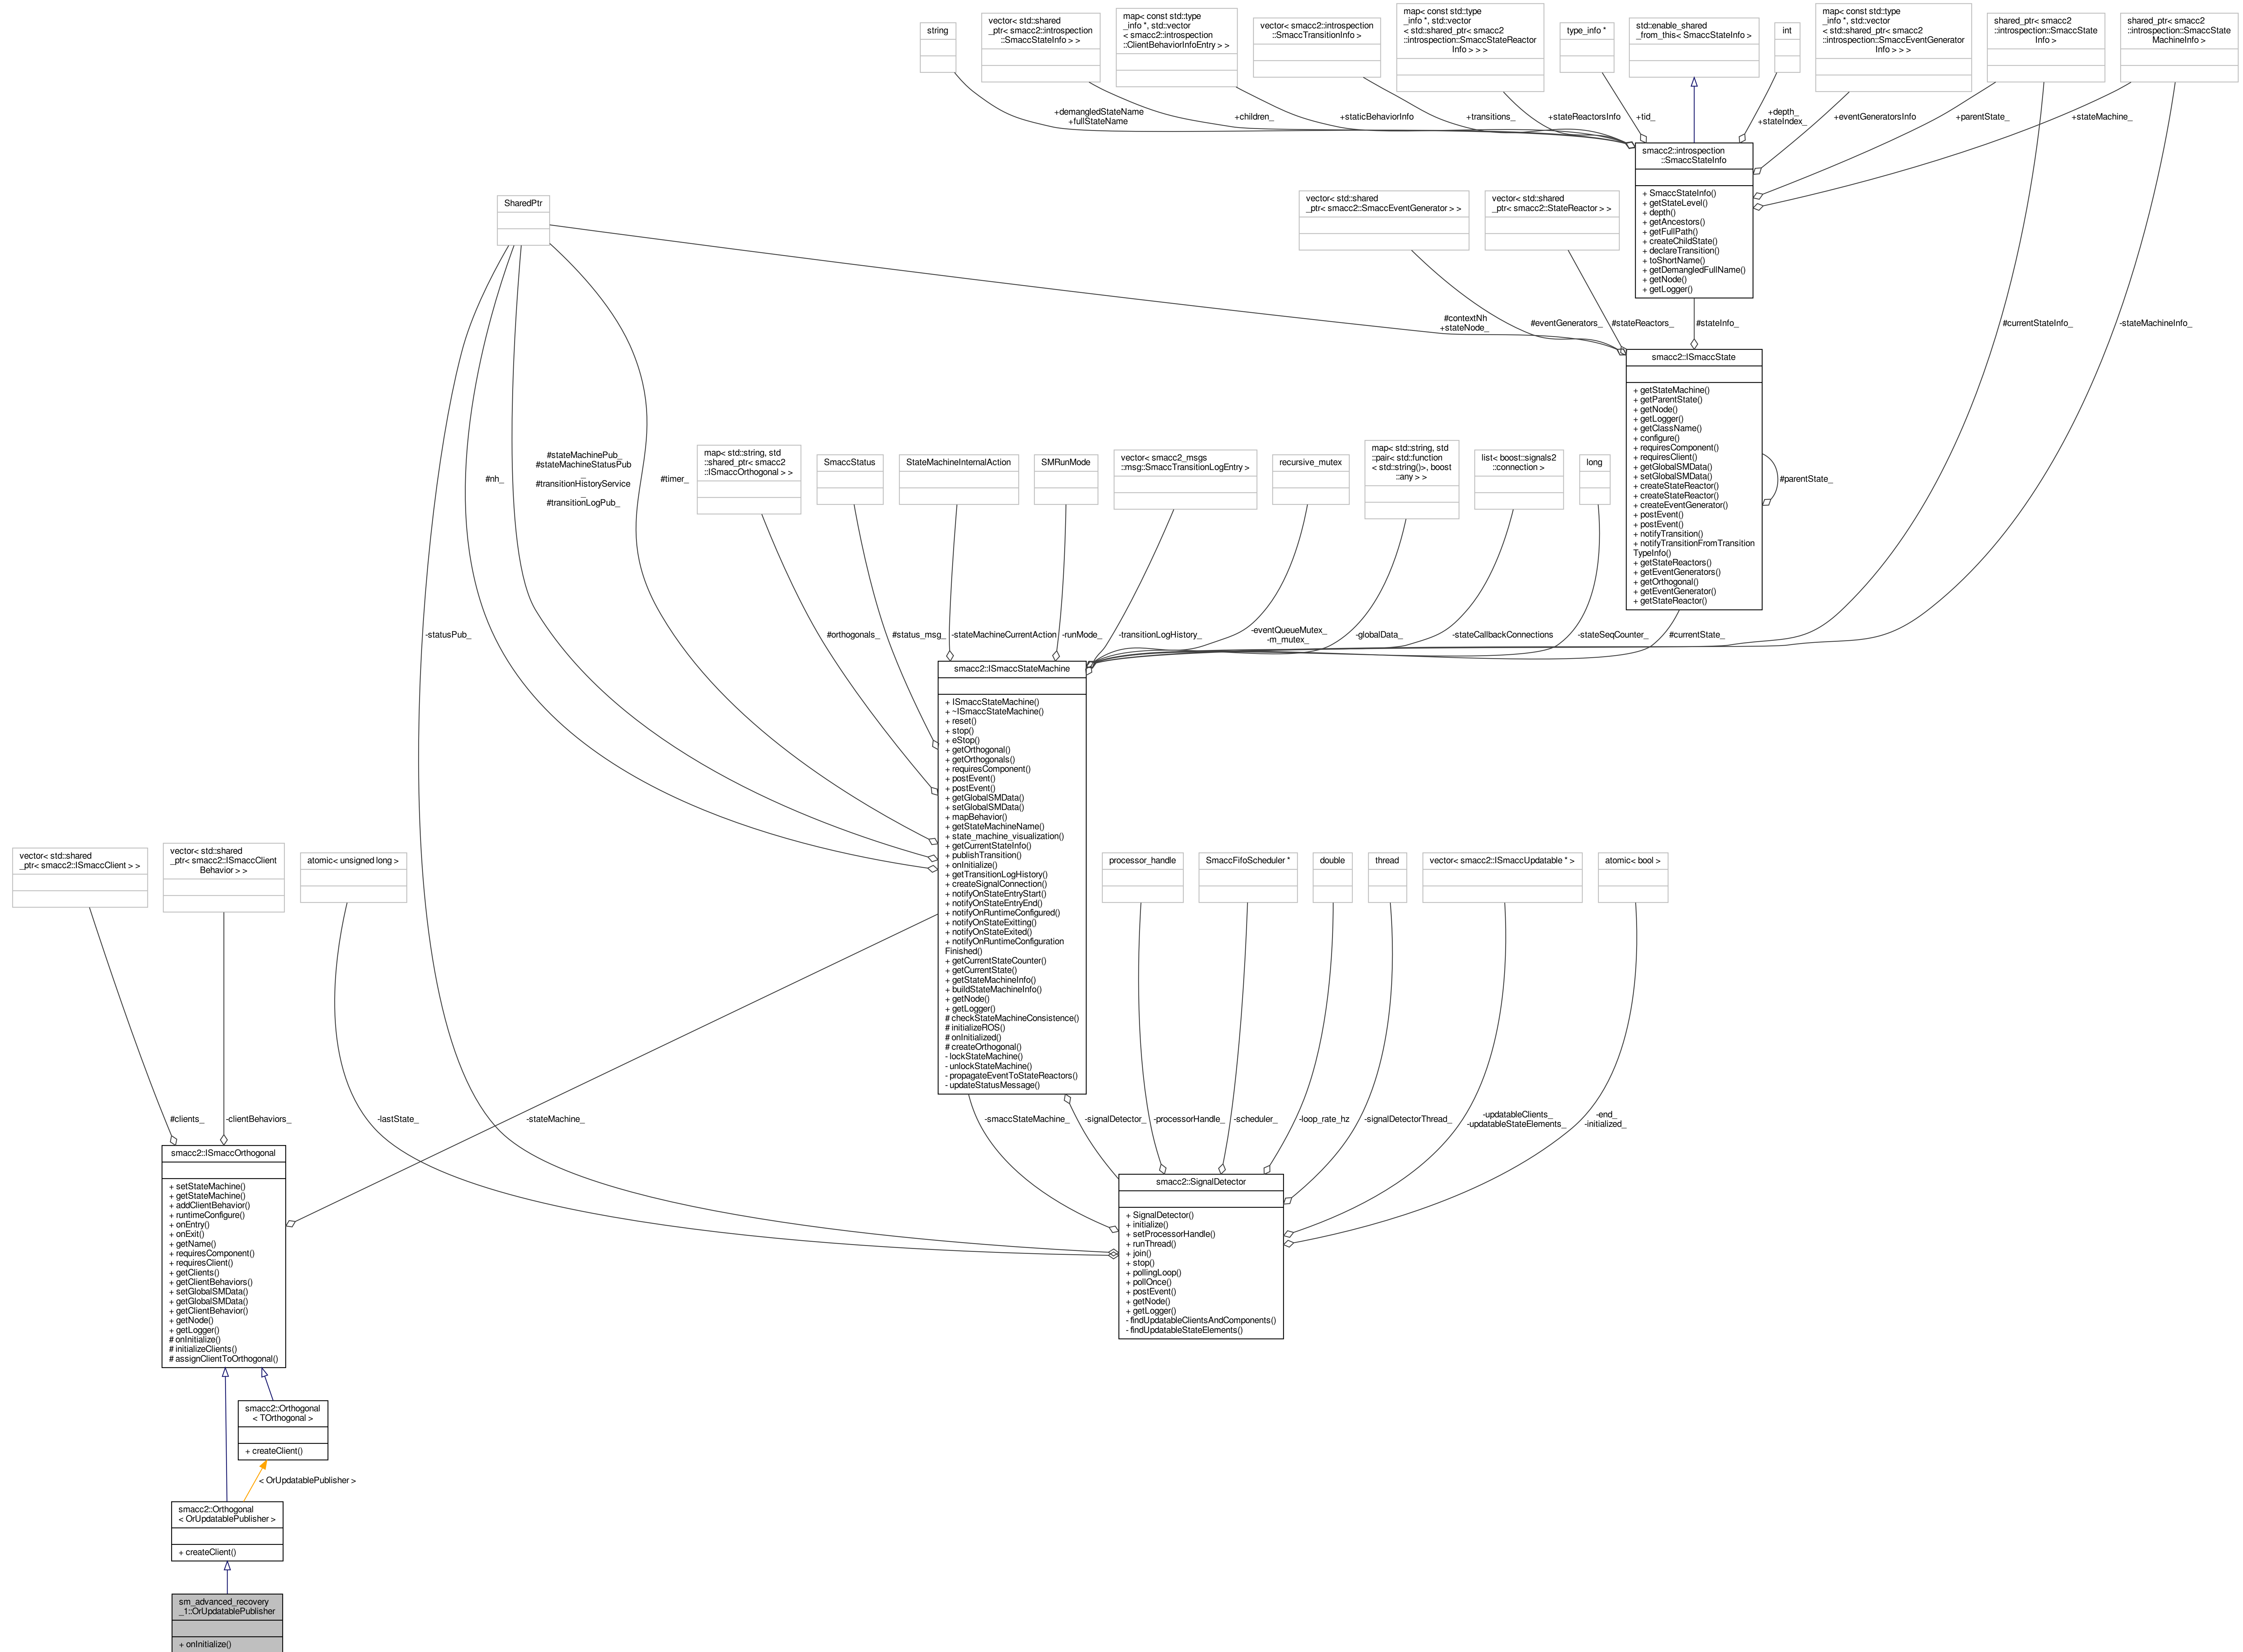 string
vector< std::shared
_ptr< smacc2::introspection
::SmaccStateInfo > >
map< const std::type
_info *, std::vector
< smacc2::introspection
::ClientBehaviorInfoEntry > >
vector< smacc2::introspection
::SmaccTransitionInfo >
map< const std::type
_info *, std::vector
< std::shared_ptr< smacc2
::introspection::StateReactor
Info > > >
type_info *
std::enable_shared
_from_this< SmaccStateInfo >
int
map< const std::type
_info *, std::vector
< std::shared_ptr< smacc2
::introspection::SmaccEventGenerator
Info > > >
shared_ptr< smacc2
::introspection::SmaccState
Info >
shared_ptr< smacc2
::introspection::SmaccState
MachineInfo >
+demangledStateName
+fullStateName
+children_
+staticBehaviorInfo
+transitions_
+stateReactorsInfo
+tid_
+depth_
+stateIndex_
+eventGeneratorsInfo
+parentState_
+stateMachine_
smacc2::introspection
::SmaccStateInfo
+ SmaccStateInfo()
+ getStateLevel()
+ depth()
+ getAncestors()
+ getFullPath()
+ createChildState()
+ declareTransition()
+ toShortName()
+ getDemangledFullName()
+ getNode()
+ getLogger()
SharedPtr
vector< std::shared
_ptr< smacc2::SmaccEventGenerator > >
vector< std::shared
_ptr< smacc2::StateReactor > >
#contextNh
+stateNode_
#eventGenerators_
#stateReactors_
#stateInfo_
#currentStateInfo_
-stateMachineInfo_
smacc2::ISmaccState
+ getStateMachine()
+ getParentState()
+ getNode()
+ getLogger()
+ getClassName()
+ configure()
+ requiresComponent()
+ requiresClient()
+ getGlobalSMData()
+ setGlobalSMData()
+ createStateReactor()
+ createStateReactor()
+ createEventGenerator()
+ postEvent()
+ postEvent()
+ notifyTransition()
+ notifyTransitionFromTransition
TypeInfo()
+ getStateReactors()
+ getEventGenerators()
+ getOrthogonal()
+ getEventGenerator()
+ getStateReactor()
#parentState_
#nh_
#stateMachinePub_
#stateMachineStatusPub
_
#transitionHistoryService
_
#transitionLogPub_
#timer_
map< std::string, std
::shared_ptr< smacc2
::ISmaccOrthogonal > >
SmaccStatus
StateMachineInternalAction
SMRunMode
vector< smacc2_msgs
::msg::SmaccTransitionLogEntry >
recursive_mutex
map< std::string, std
::pair< std::function
< std::string()>, boost
::any > >
list< boost::signals2
::connection >
long
-statusPub_
#orthogonals_
#status_msg_
-stateMachineCurrentAction
-runMode_
-transitionLogHistory_
-eventQueueMutex_
-m_mutex_
-globalData_
-stateCallbackConnections
-stateSeqCounter_
#currentState_
smacc2::ISmaccStateMachine
+ ISmaccStateMachine()
+ ~ISmaccStateMachine()
+ reset()
+ stop()
+ eStop()
+ getOrthogonal()
+ getOrthogonals()
+ requiresComponent()
+ postEvent()
+ postEvent()
+ getGlobalSMData()
+ setGlobalSMData()
+ mapBehavior()
+ getStateMachineName()
+ state_machine_visualization()
+ getCurrentStateInfo()
+ publishTransition()
+ onInitialize()
+ getTransitionLogHistory()
+ createSignalConnection()
+ notifyOnStateEntryStart()
+ notifyOnStateEntryEnd()
+ notifyOnRuntimeConfigured()
+ notifyOnStateExitting()
+ notifyOnStateExited()
+ notifyOnRuntimeConfiguration
Finished()
+ getCurrentStateCounter()
+ getCurrentState()
+ getStateMachineInfo()
+ buildStateMachineInfo()
+ getNode()
+ getLogger()
# checkStateMachineConsistence()
# initializeROS()
# onInitialized()
# createOrthogonal()
- lockStateMachine()
- unlockStateMachine()
- propagateEventToStateReactors()
- updateStatusMessage()
vector< std::shared
_ptr< smacc2::ISmaccClient > >
vector< std::shared
_ptr< smacc2::ISmaccClient
Behavior > >
atomic< unsigned long >
processor_handle
SmaccFifoScheduler *
double
thread
vector< smacc2::ISmaccUpdatable * >
atomic< bool >
#clients_
-clientBehaviors_
-lastState_
-stateMachine_
-smaccStateMachine_
-signalDetector_
-processorHandle_
-scheduler_
-loop_rate_hz
-signalDetectorThread_
-updatableClients_
-updatableStateElements_
-end_
-initialized_
smacc2::ISmaccOrthogonal
+ setStateMachine()
+ getStateMachine()
+ addClientBehavior()
+ runtimeConfigure()
+ onEntry()
+ onExit()
+ getName()
+ requiresComponent()
+ requiresClient()
+ getClients()
+ getClientBehaviors()
+ setGlobalSMData()
+ getGlobalSMData()
+ getClientBehavior()
+ getNode()
+ getLogger()
# onInitialize()
# initializeClients()
# assignClientToOrthogonal()
smacc2::SignalDetector
+ SignalDetector()
+ initialize()
+ setProcessorHandle()
+ runThread()
+ join()
+ stop()
+ pollingLoop()
+ pollOnce()
+ postEvent()
+ getNode()
+ getLogger()
- findUpdatableClientsAndComponents()
- findUpdatableStateElements()
smacc2::Orthogonal
< TOrthogonal >
+ createClient()
< OrUpdatablePublisher >
smacc2::Orthogonal
< OrUpdatablePublisher >
+ createClient()
sm_advanced_recovery
_1::OrUpdatablePublisher
+ onInitialize()